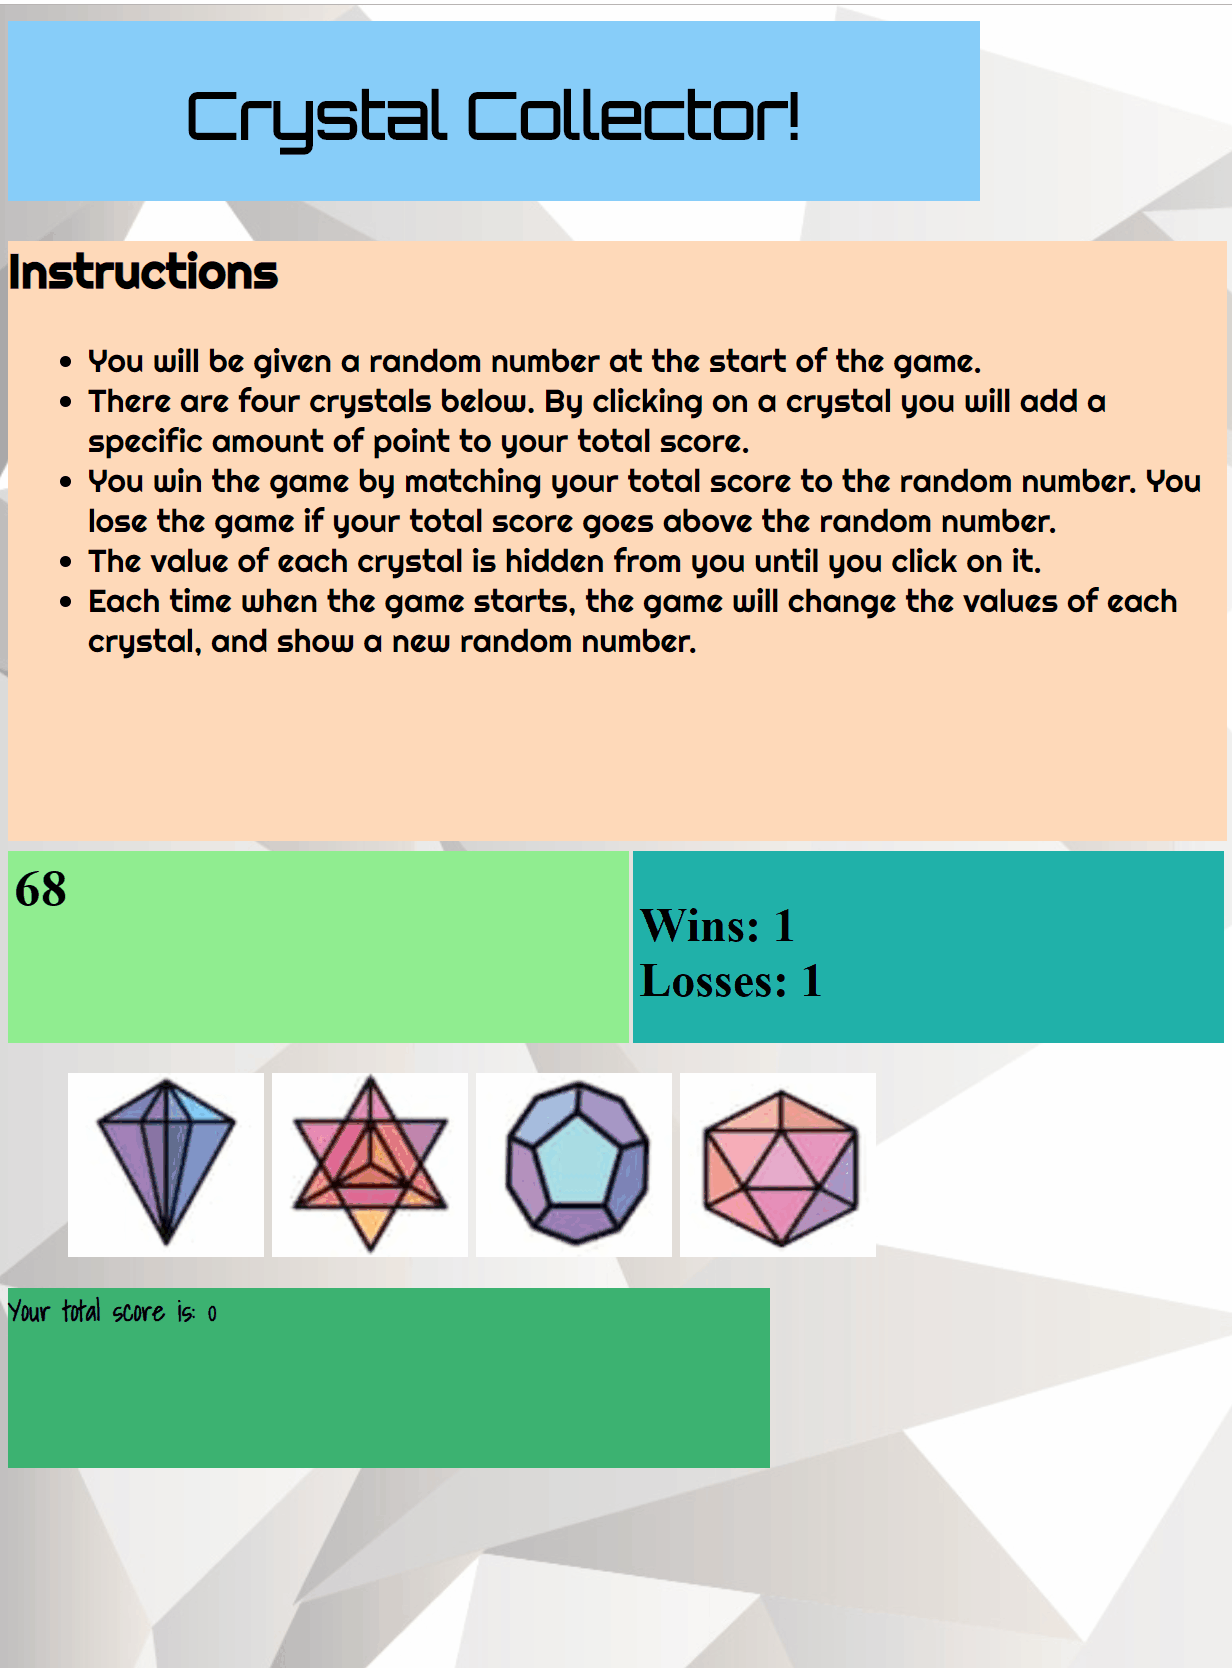 Crystal Collector!
Instructions
• You will be given a random number at the start of the game.
• There are four crystals below. By clicking on a crystal you will add a
specific amount of point to your total score.
• You win the game by matching your total score to the random number. You
lose the game if your total score goes above the random number.
• The value of each crystal is hidden from you until you click on it.
• Each time when the game starts, the game will change the values of each
crystal, and show a new random number.
68
Wins: 1
Losses: 1
Your total score is: 0